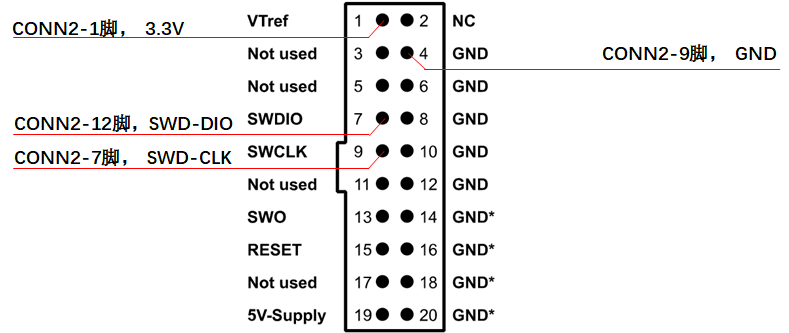 VTref 1 2 NC
CONN2-1脚， 3.3V
Not used 3 4 GND CONN2-9脚， GND
Not used 5 6 GND
SWDIO 7 8 GND
CONN2-12脚，SWD-DIO
SWCLK 9 10 GND
CONN2-7脚， SWD-CLK
Not used 11 12 GND
SWO 13 14 GND*
RESET 15 16 GND*
Not used 17 18 GND*
5V-Supply 19 20 GND*